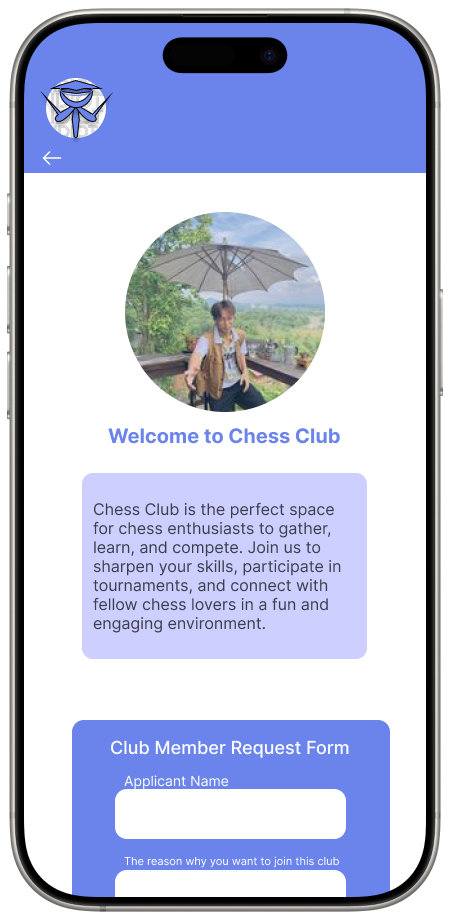 Welcome to Chess Club
Chess Club is the perfect space
for chess enthusiasts to gather,
learn, and compete. Join us to
sharpen your skills, participate in
tournaments, and connect with
fellow chess lovers in a fun and
engaging environment.
Club Member Request Form
Applicant Name
The reason why you want to join this club